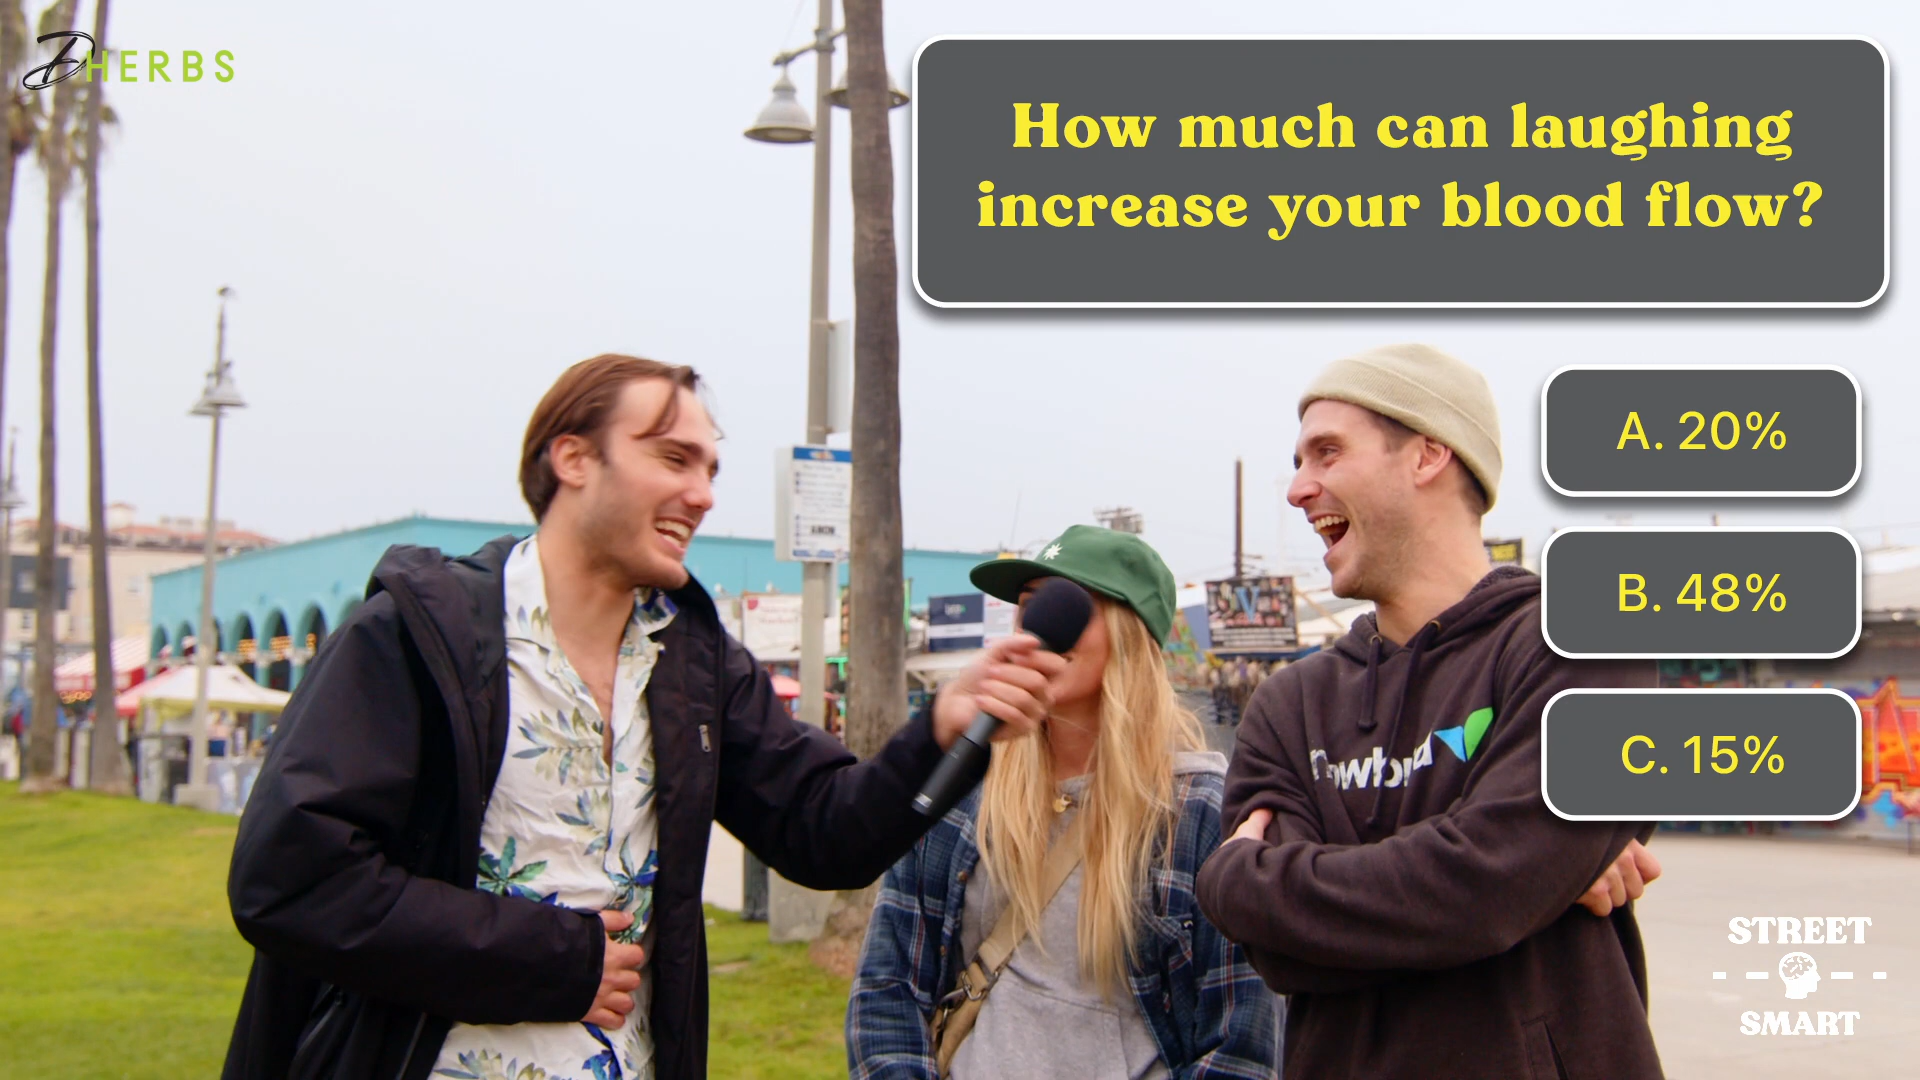 DHERBS
How much can laughing
increase your blood flow?
A. 20%
B. 48%
C. 15%
STREET
SMART